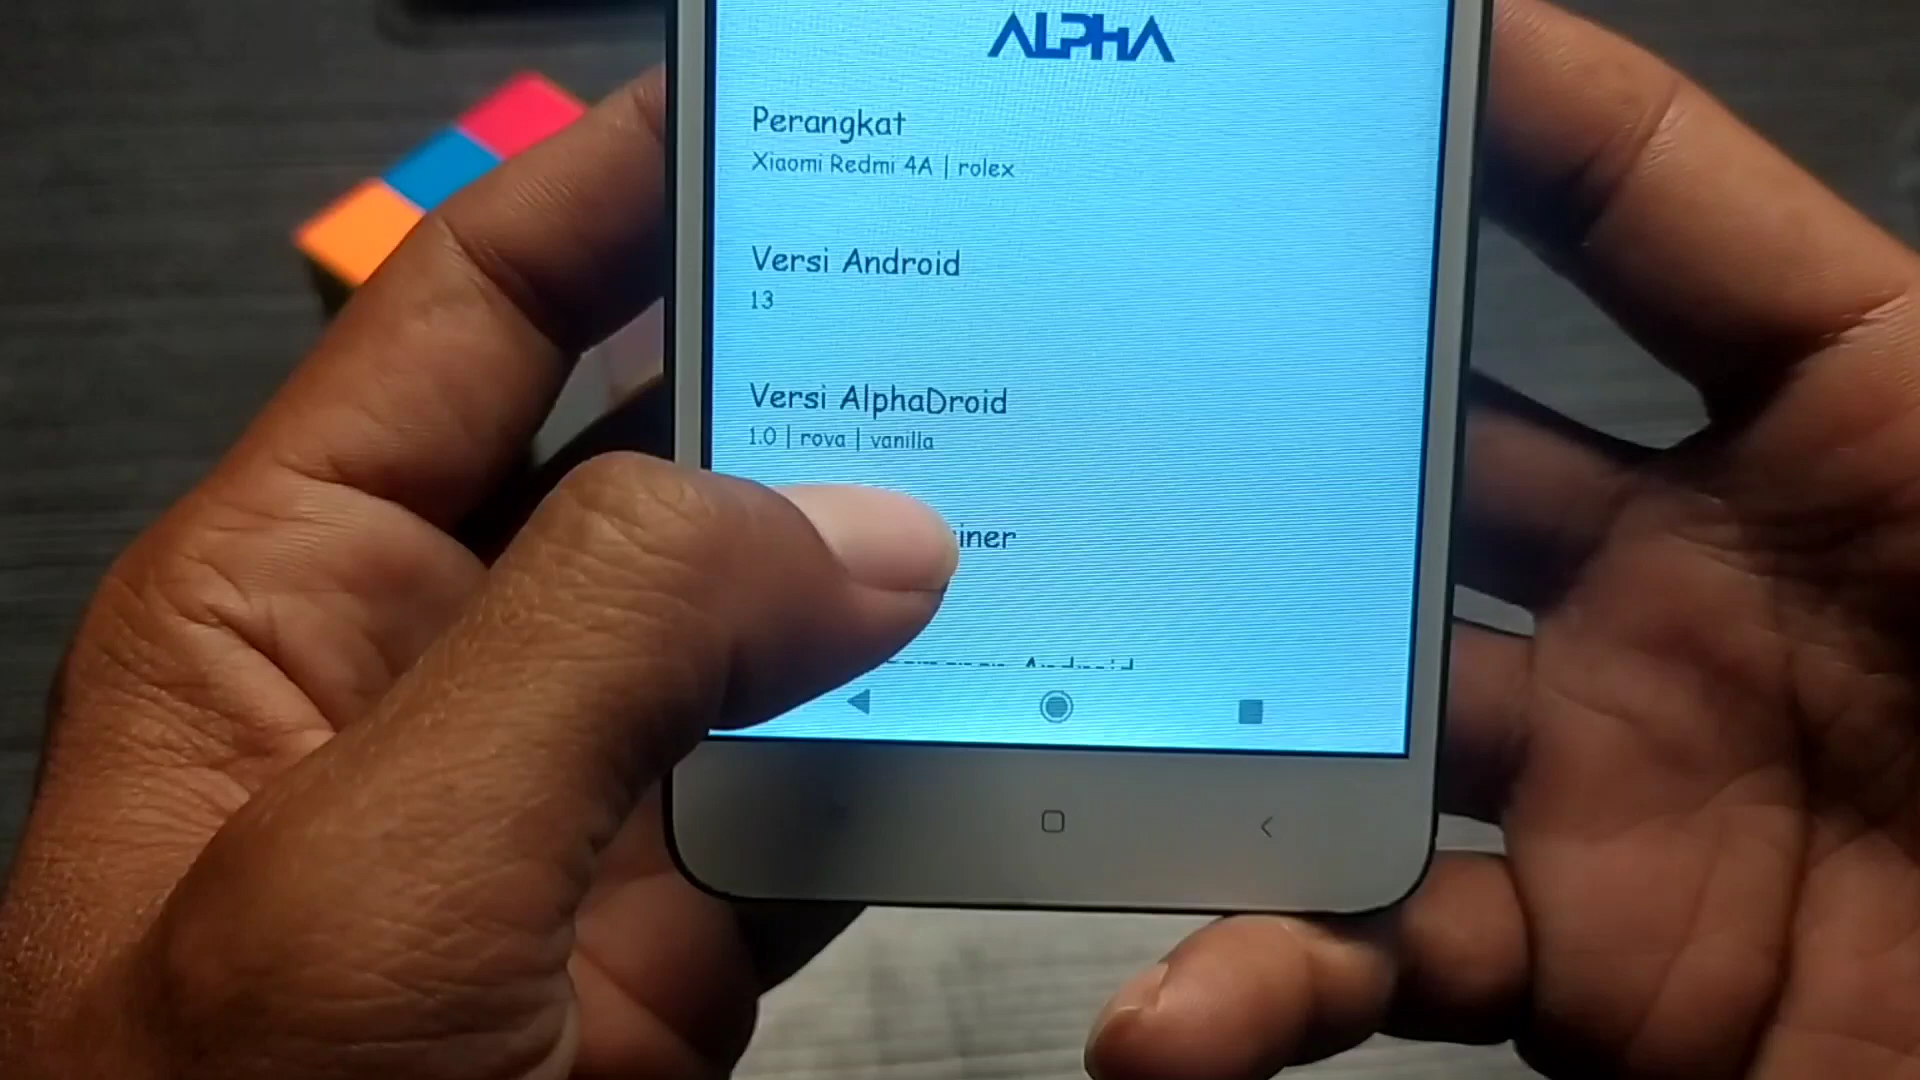 ALPHA
Perangkat
Xiaomi Redmi 4A | rolex
Versi Android
13
Versi AlphaDroid
1.0 | rova | vanilla